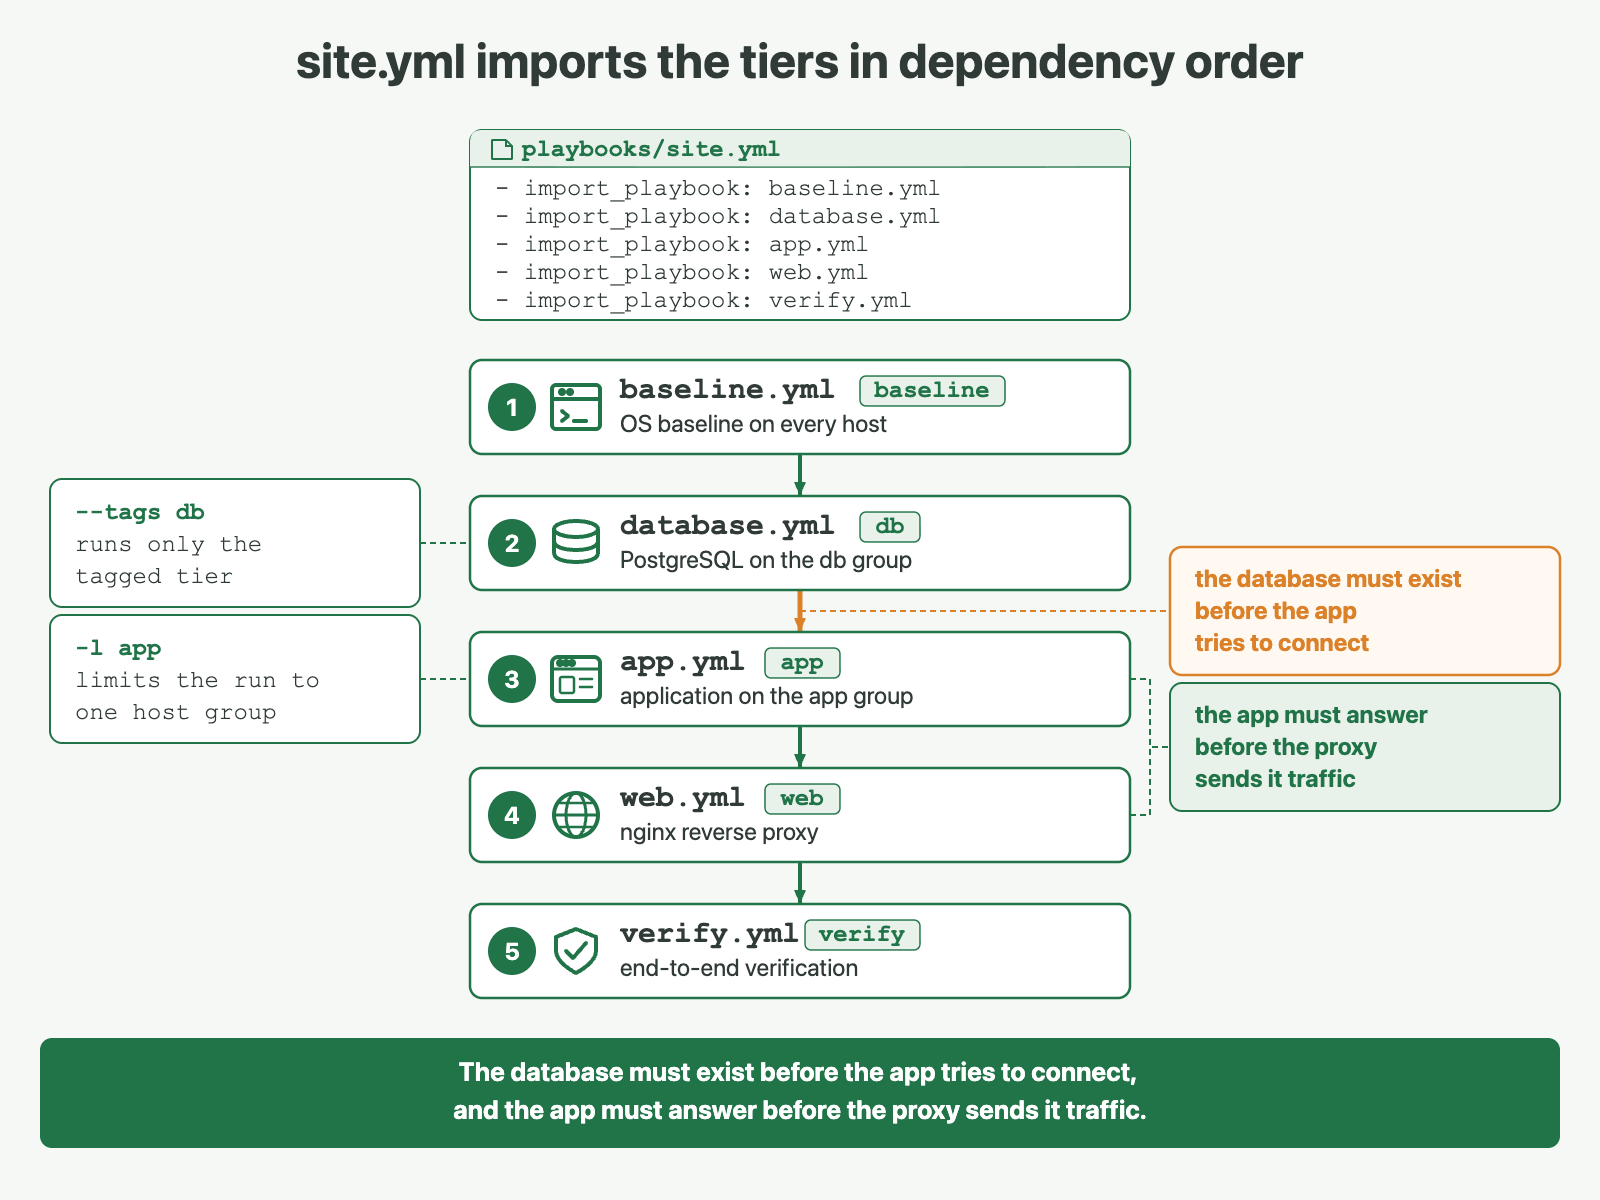 site.yml imports the tiers in dependency order
playbooks/site.yml
- import_playbook: baseline.yml
- import_playbook: database.yml
- import_playbook: app.yml
- import_playbook: web.yml
- import_playbook: verify.yml
1
baseline.yml baseline
OS baseline on every host
--tags db
runs only the
tagged tier
2
database.yml db
PostgreSQL on the db group
the database must exist
before the app
tries to connect
-l app
limits the run to
one host group
3
app.yml app
application on the app group
the app must answer
before the proxy
sends it traffic
4
web.yml web
nginx reverse proxy
5
verify.yml verify
end-to-end verification
The database must exist before the app tries to connect,
and the app must answer before the proxy sends it traffic.